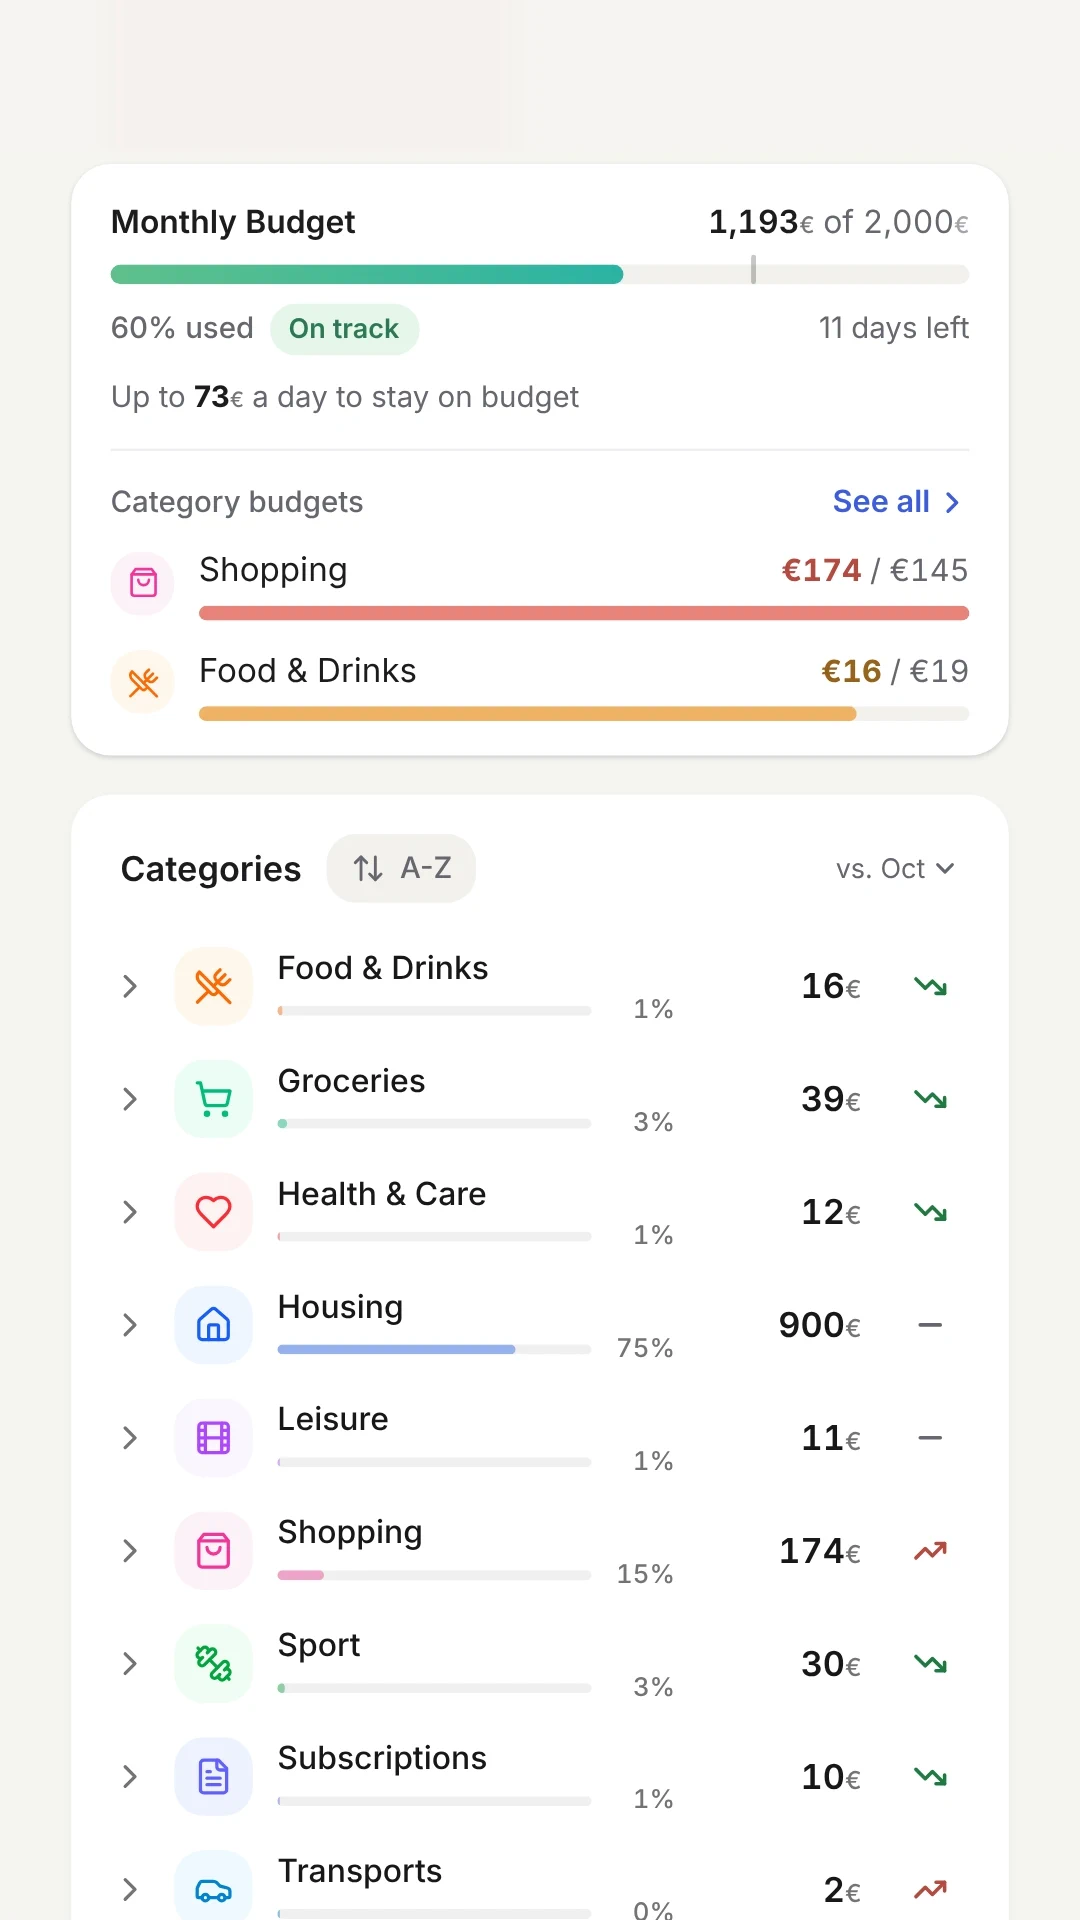 Monthly Budget 1,193€ of 2,000€
60% used On track 11 days left
Up to 73€ a day to stay on budget
Category budgets See all
Shopping €174 / €145
Food & Drinks €16 / €19
Categories A-Z vs. Oct
Food & Drinks 1% 16€
Groceries 3% 39€
Health & Care 1% 12€
Housing 75% 900€
Leisure 1% 11€
Shopping 15% 174€
Sport 3% 30€
Subscriptions 1% 10€
Transports 0% 2€